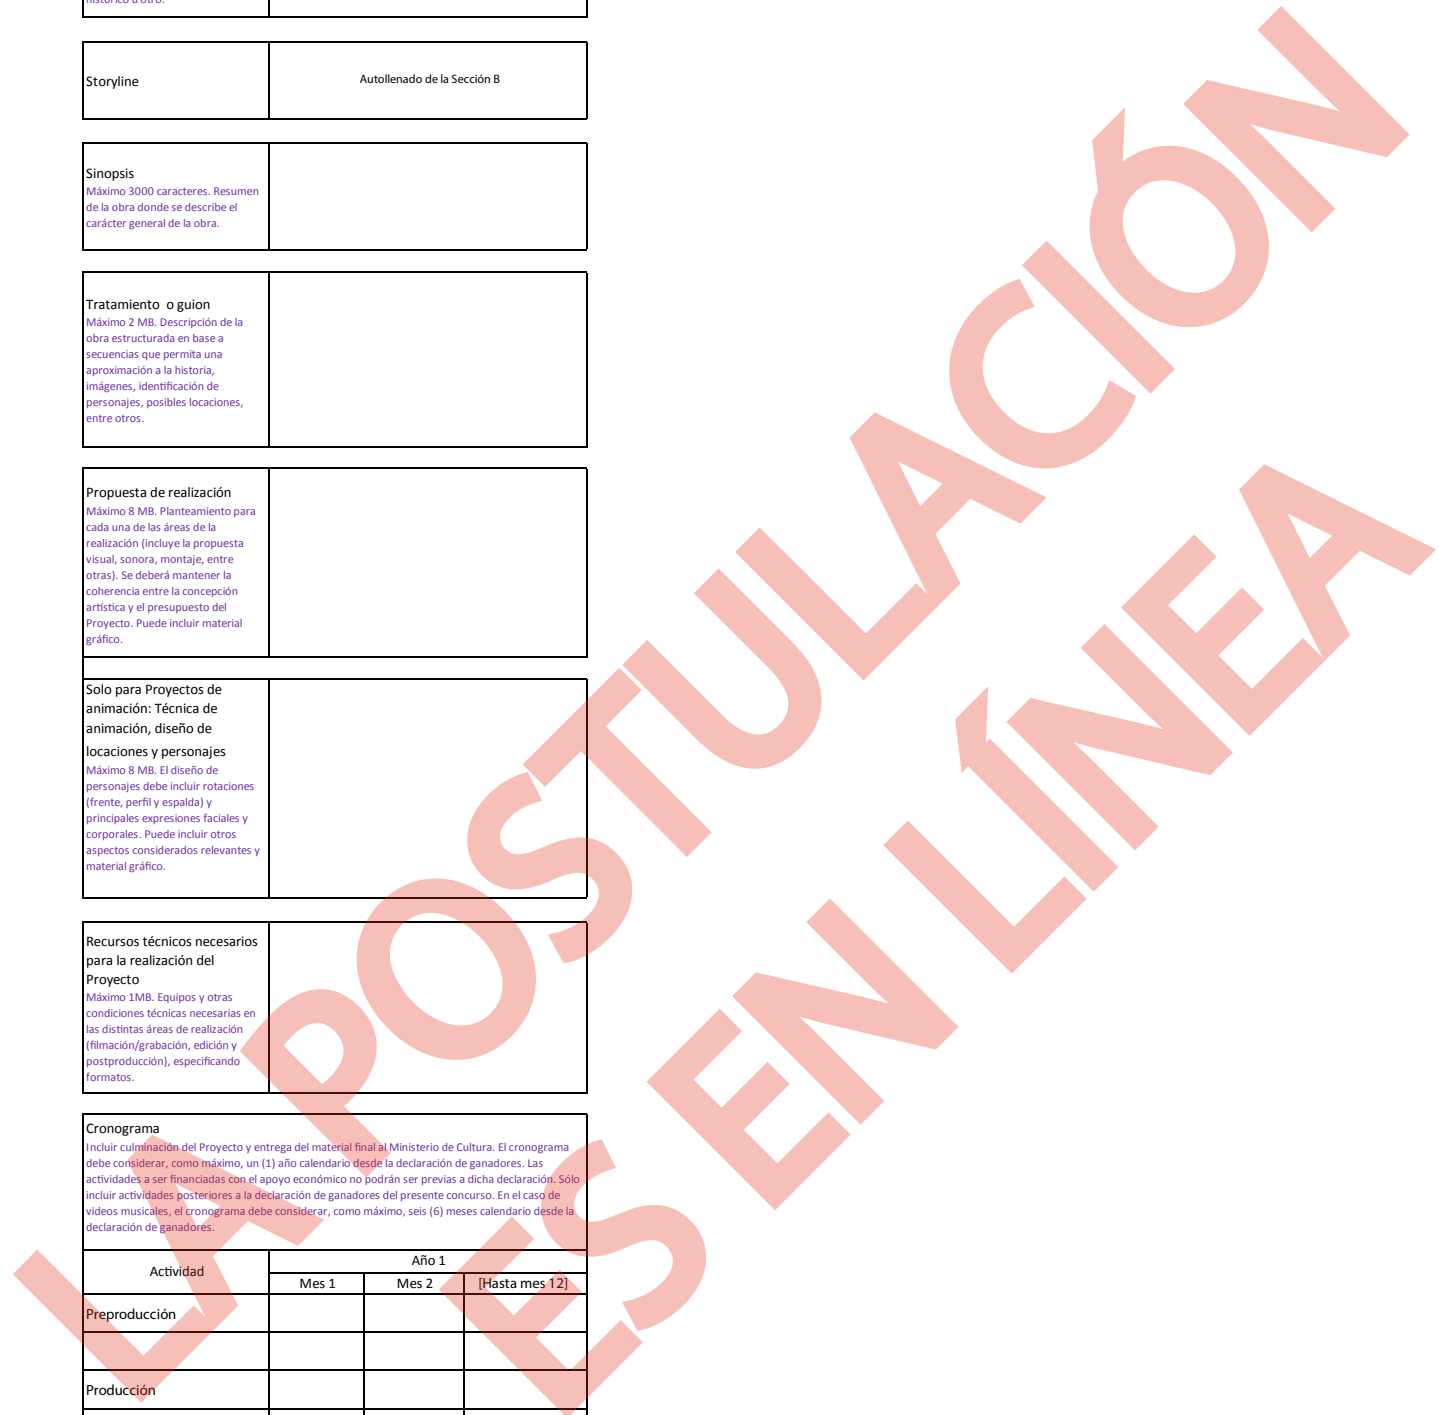 histórico a otro.
Storyline
Autollenado de la Sección B
Sinopsis
Máximo 3000 caracteres. Resumen
de la obra donde se describe el
carácter general de la obra.
Tratamiento  o guion
Máximo 2 MB. Descripción de la
obra estructurada en base a
secuencias que permita una
aproximación a la historia,
imágenes, identificación de
personajes, posibles locaciones,
entre otros.
Propuesta de realización
Máximo 8 MB. Planteamiento para
cada una de las áreas de la
realización (incluye la propuesta
visual, sonora, montaje, entre
otras). Se deberá mantener la
coherencia entre la concepción
artística y el presupuesto del
Proyecto. Puede incluir material
gráfico.
Solo para Proyectos de
animación: Técnica de
animación, diseño de
locaciones y personajes
Máximo 8 MB. El diseño de
personajes debe incluir rotaciones
(frente, perfil y espalda) y
principales expresiones faciales y
corporales. Puede incluir otros
aspectos considerados relevantes y
material gráfico.
Recursos técnicos necesarios
para la realización del
Proyecto
Máximo 1MB. Equipos y otras
condiciones técnicas necesarias en
las distintas áreas de realización
(filmación/grabación, edición y
postproducción), especificando
formatos.
Cronograma
Incluir culminación del Proyecto y entrega del material final al Ministerio de Cultura. El cronograma
debe considerar, como máximo, un (1) año calendario desde la declaración de ganadores. Las
actividades a ser financiadas con el apoyo económico no podrán ser previas a dicha declaración. Sólo
incluir actividades posteriores a la declaración de ganadores del presente concurso. En el caso de
videos musicales, el cronograma debe considerar, como máximo, seis (6) meses calendario desde la
declaración de ganadores.
Actividad
Año 1
Mes 1 Mes 2 [Hasta mes 12]
Preproducción
Producción
LA POSTULACIÓN
ES EN LÍNEA